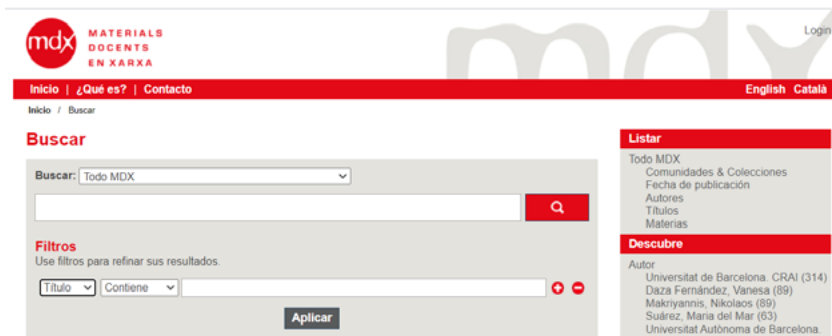 mdx
MATERIALS
DOCENTS
EN XARXA
Login
Inicio | ¿Qué es? | Contacto
English Català
Inicio / Buscar
Buscar
Buscar: Todo MDX
Filtros
Use filtros para refinar sus resultados.
Título Contiene
Aplicar
Listar
Todo MDX
Comunidades & Colecciones
Fecha de publicación
Autores
Títulos
Materias
Descubre
Autor
Universitat de Barcelona. CRAI (314)
Daza Fernández, Vanesa (89)
Makriyannis, Nikolaos (89)
Suárez, Maria del Mar (63)
Universitat Autònoma de Barcelona.